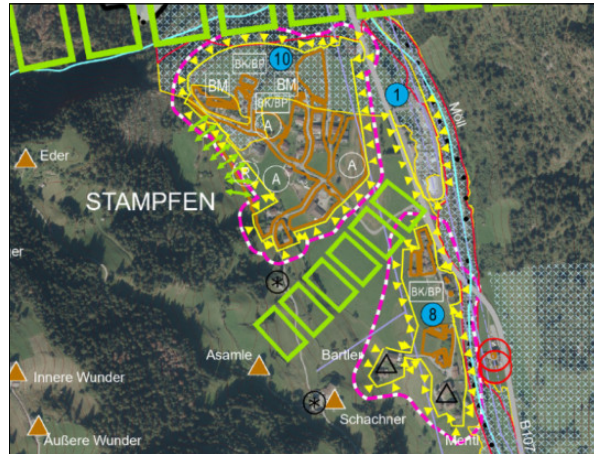 10
BK/BP
BM
BM
1
BK/BP
Möll
A
Eder
A
A
STAMPFEN
BK/BP
8
Asamle
Bartler
Innere Wunder
Schachner
Äußere Wunder
Mentl
B107